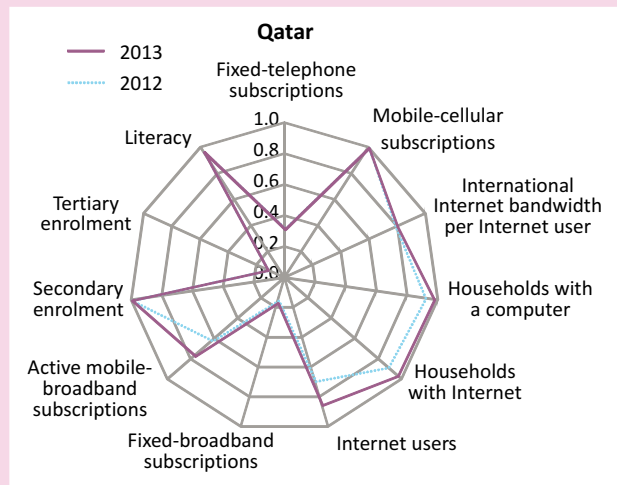 Qatar
2013
2012
Fixed-telephone
subscriptions
Mobile-cellular
subscriptions
International
Internet bandwidth
per Internet user
Households with
a computer
Households
with Internet
Internet users
Fixed-broadband
subscriptions
Active mobile-
broadband
subscriptions
Secondary
enrolment
Tertiary
enrolment
Literacy
1.0
0.8
0.6
0.4
0.2
0.0